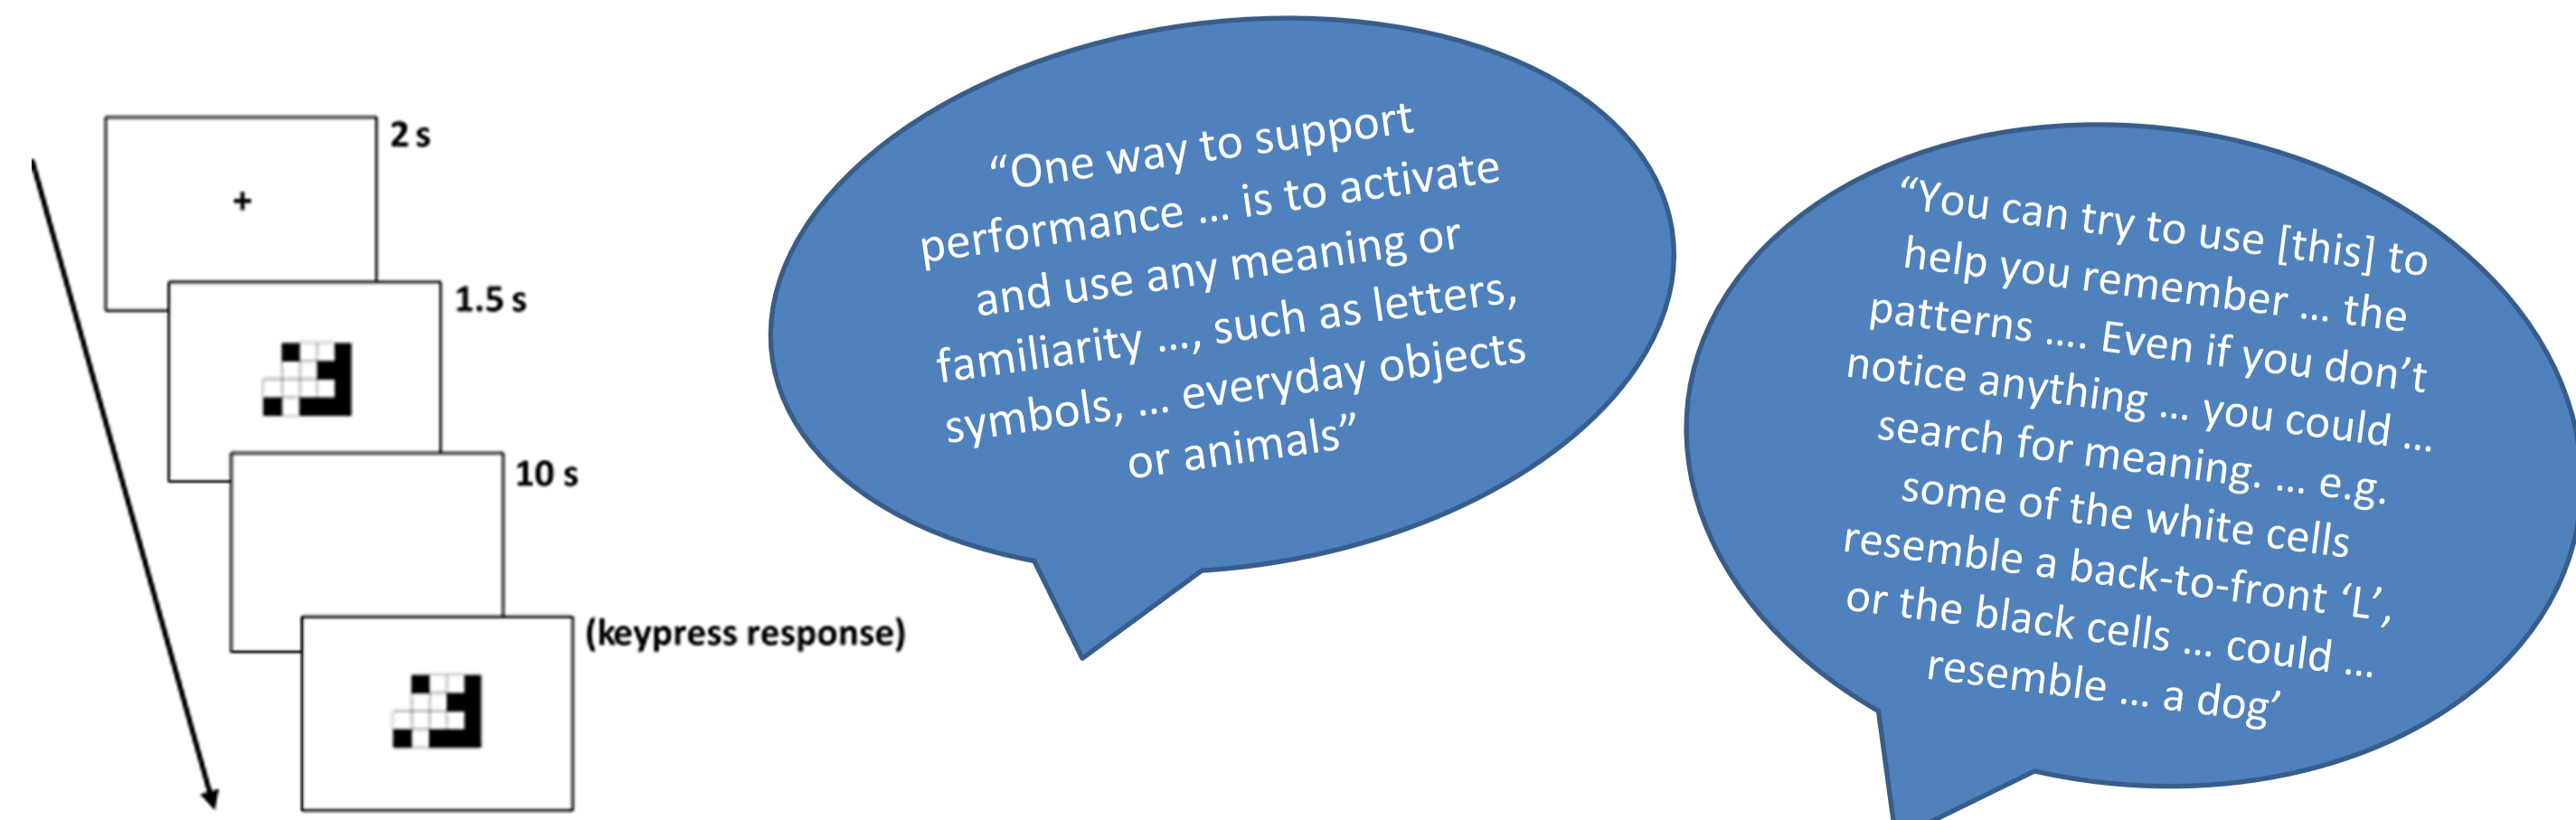 2 s
+
1.5 s
10 s
(keypress response)
“One way to support
performance … is to activate
and use any meaning or
familiarity …, such as letters,
symbols, … everyday objects
or animals”
“You can try to use [this] to
help you remember … the
patterns …. Even if you don’t
notice anything … you could …
search for meaning. … e.g.
some of the white cells
resemble a back-to-front ‘L’,
or the black cells … could …
resemble … a dog’